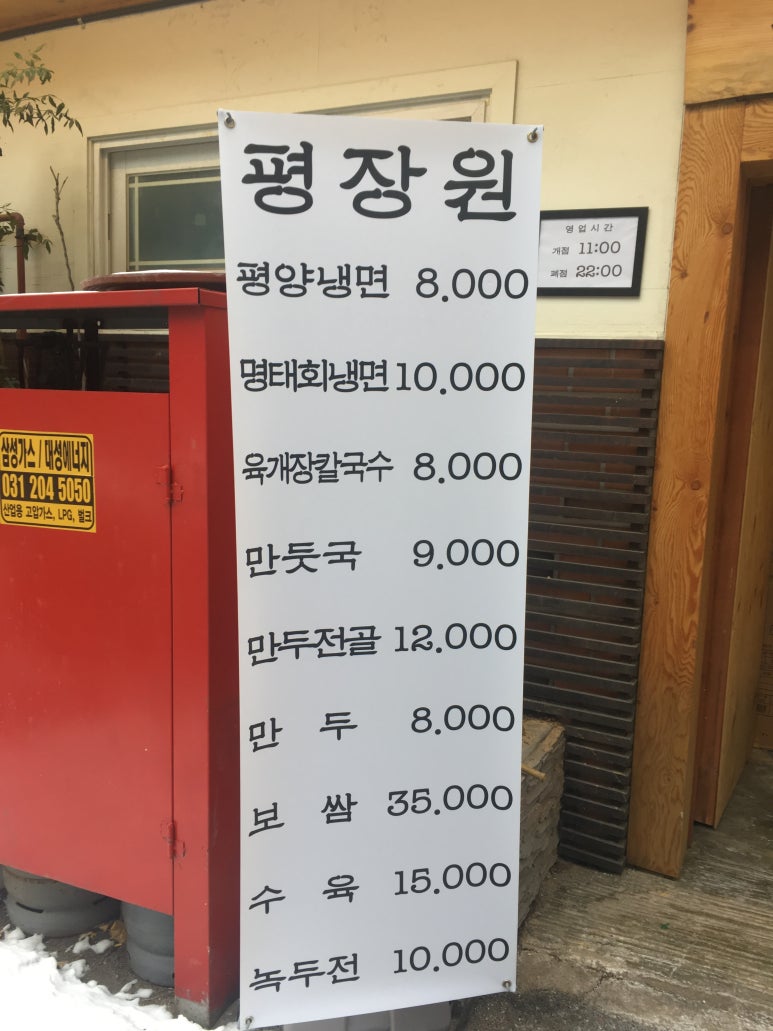 평장원
평양냉면 8.000
명태회냉면 10.000
육개장칼국수 8.000
만둣국 9.000
만두전골 12.000
만두 8.000
보쌈 35.000
수육 15.000
녹두전 10.000
영업시간
개점 11:00
폐점 22:00
삼성가스 / 대성에너지
031 204 5050
산업용 고압가스, LPG, 벌크